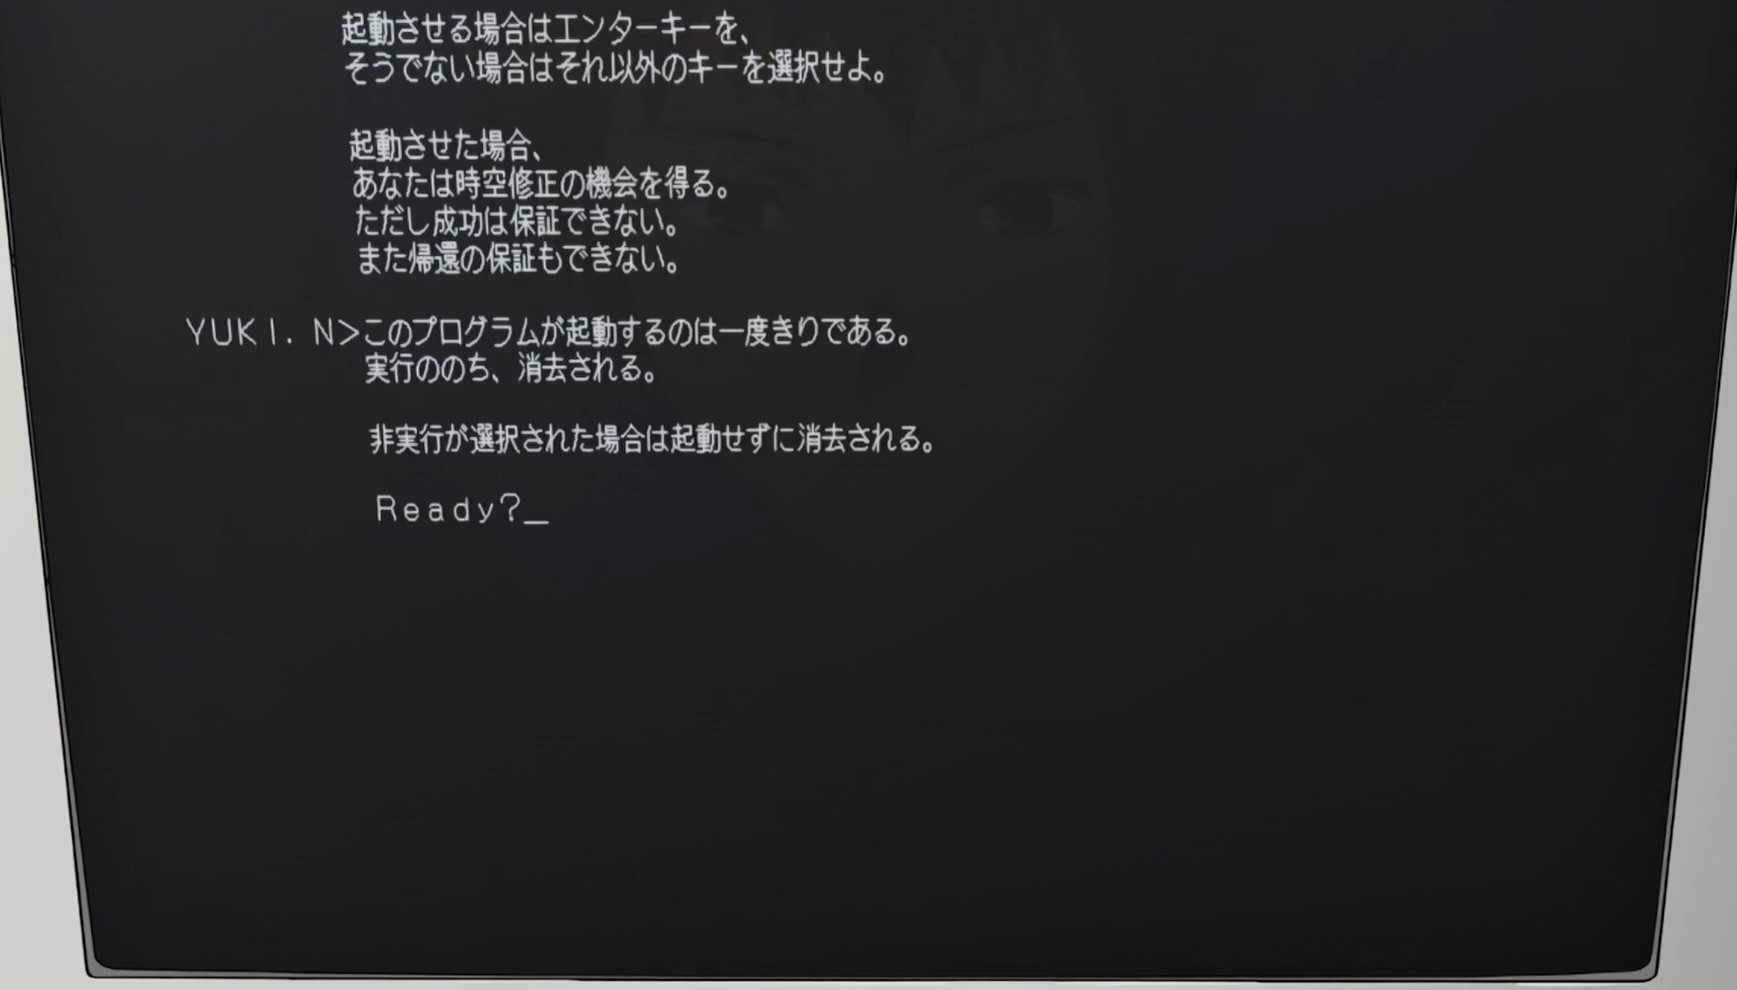 起動させる場合はエンターキーを、
そうでない場合はそれ以外のキーを選択せよ。
起動させた場合、
あなたは時空修正の機会を得る。
ただし成功は保証できない。
また帰還の保証もできない。
YUKI. N>このプログラムが起動するのは一度きりである。
実行ののち、消去される。
非実行が選択された場合は起動せずに消去される。
Ready?_